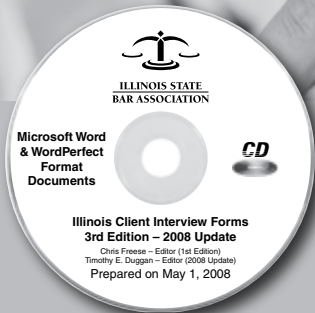 ILLINOIS STATE
BAR ASSOCIATION
Microsoft Word
& WordPerfect
Format
Documents
CD
Illinois Client Interview Forms
3rd Edition – 2008 Update
Chris Freese – Editor (1st Edition)
Timothy E. Duggan – Editor (2008 Update)
Prepared on May 1, 2008